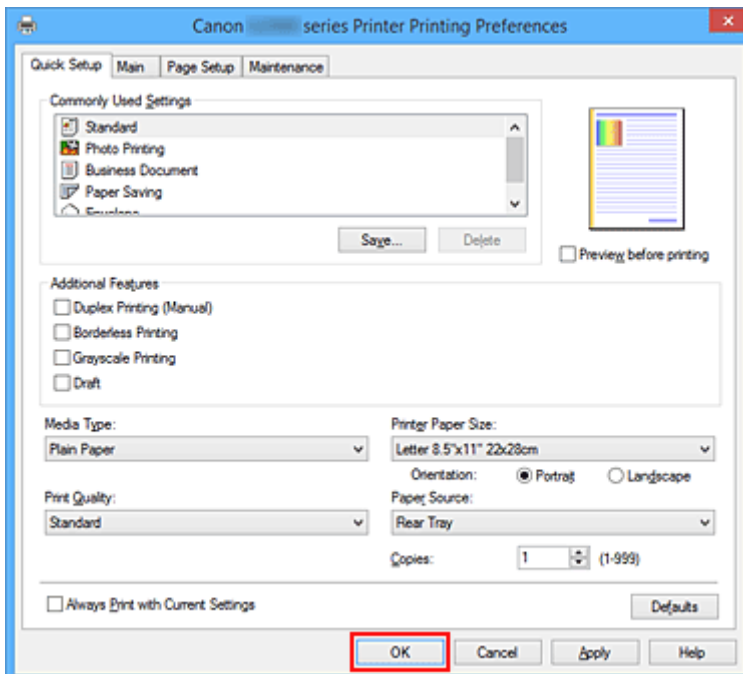 Canon series Printer Printing Preferences
Quick Setup Main Page Setup Maintenance
Commonly Used Settings
Standard
Photo Printing
Business Document
Paper Saving
Envelope
Save... Delete
Preview before printing
Additional Features
Duplex Printing (Manual)
Borderless Printing
Grayscale Printing
Draft
Media Type:
Plain Paper
Printer Paper Size:
Letter 8.5"x11" 22x28cm
Orientation: Portrait Landscape
Print Quality:
Standard
Paper Source:
Rear Tray
Copies: 1 (1-999)
Always Print with Current Settings
Defaults
OK Cancel Apply Help